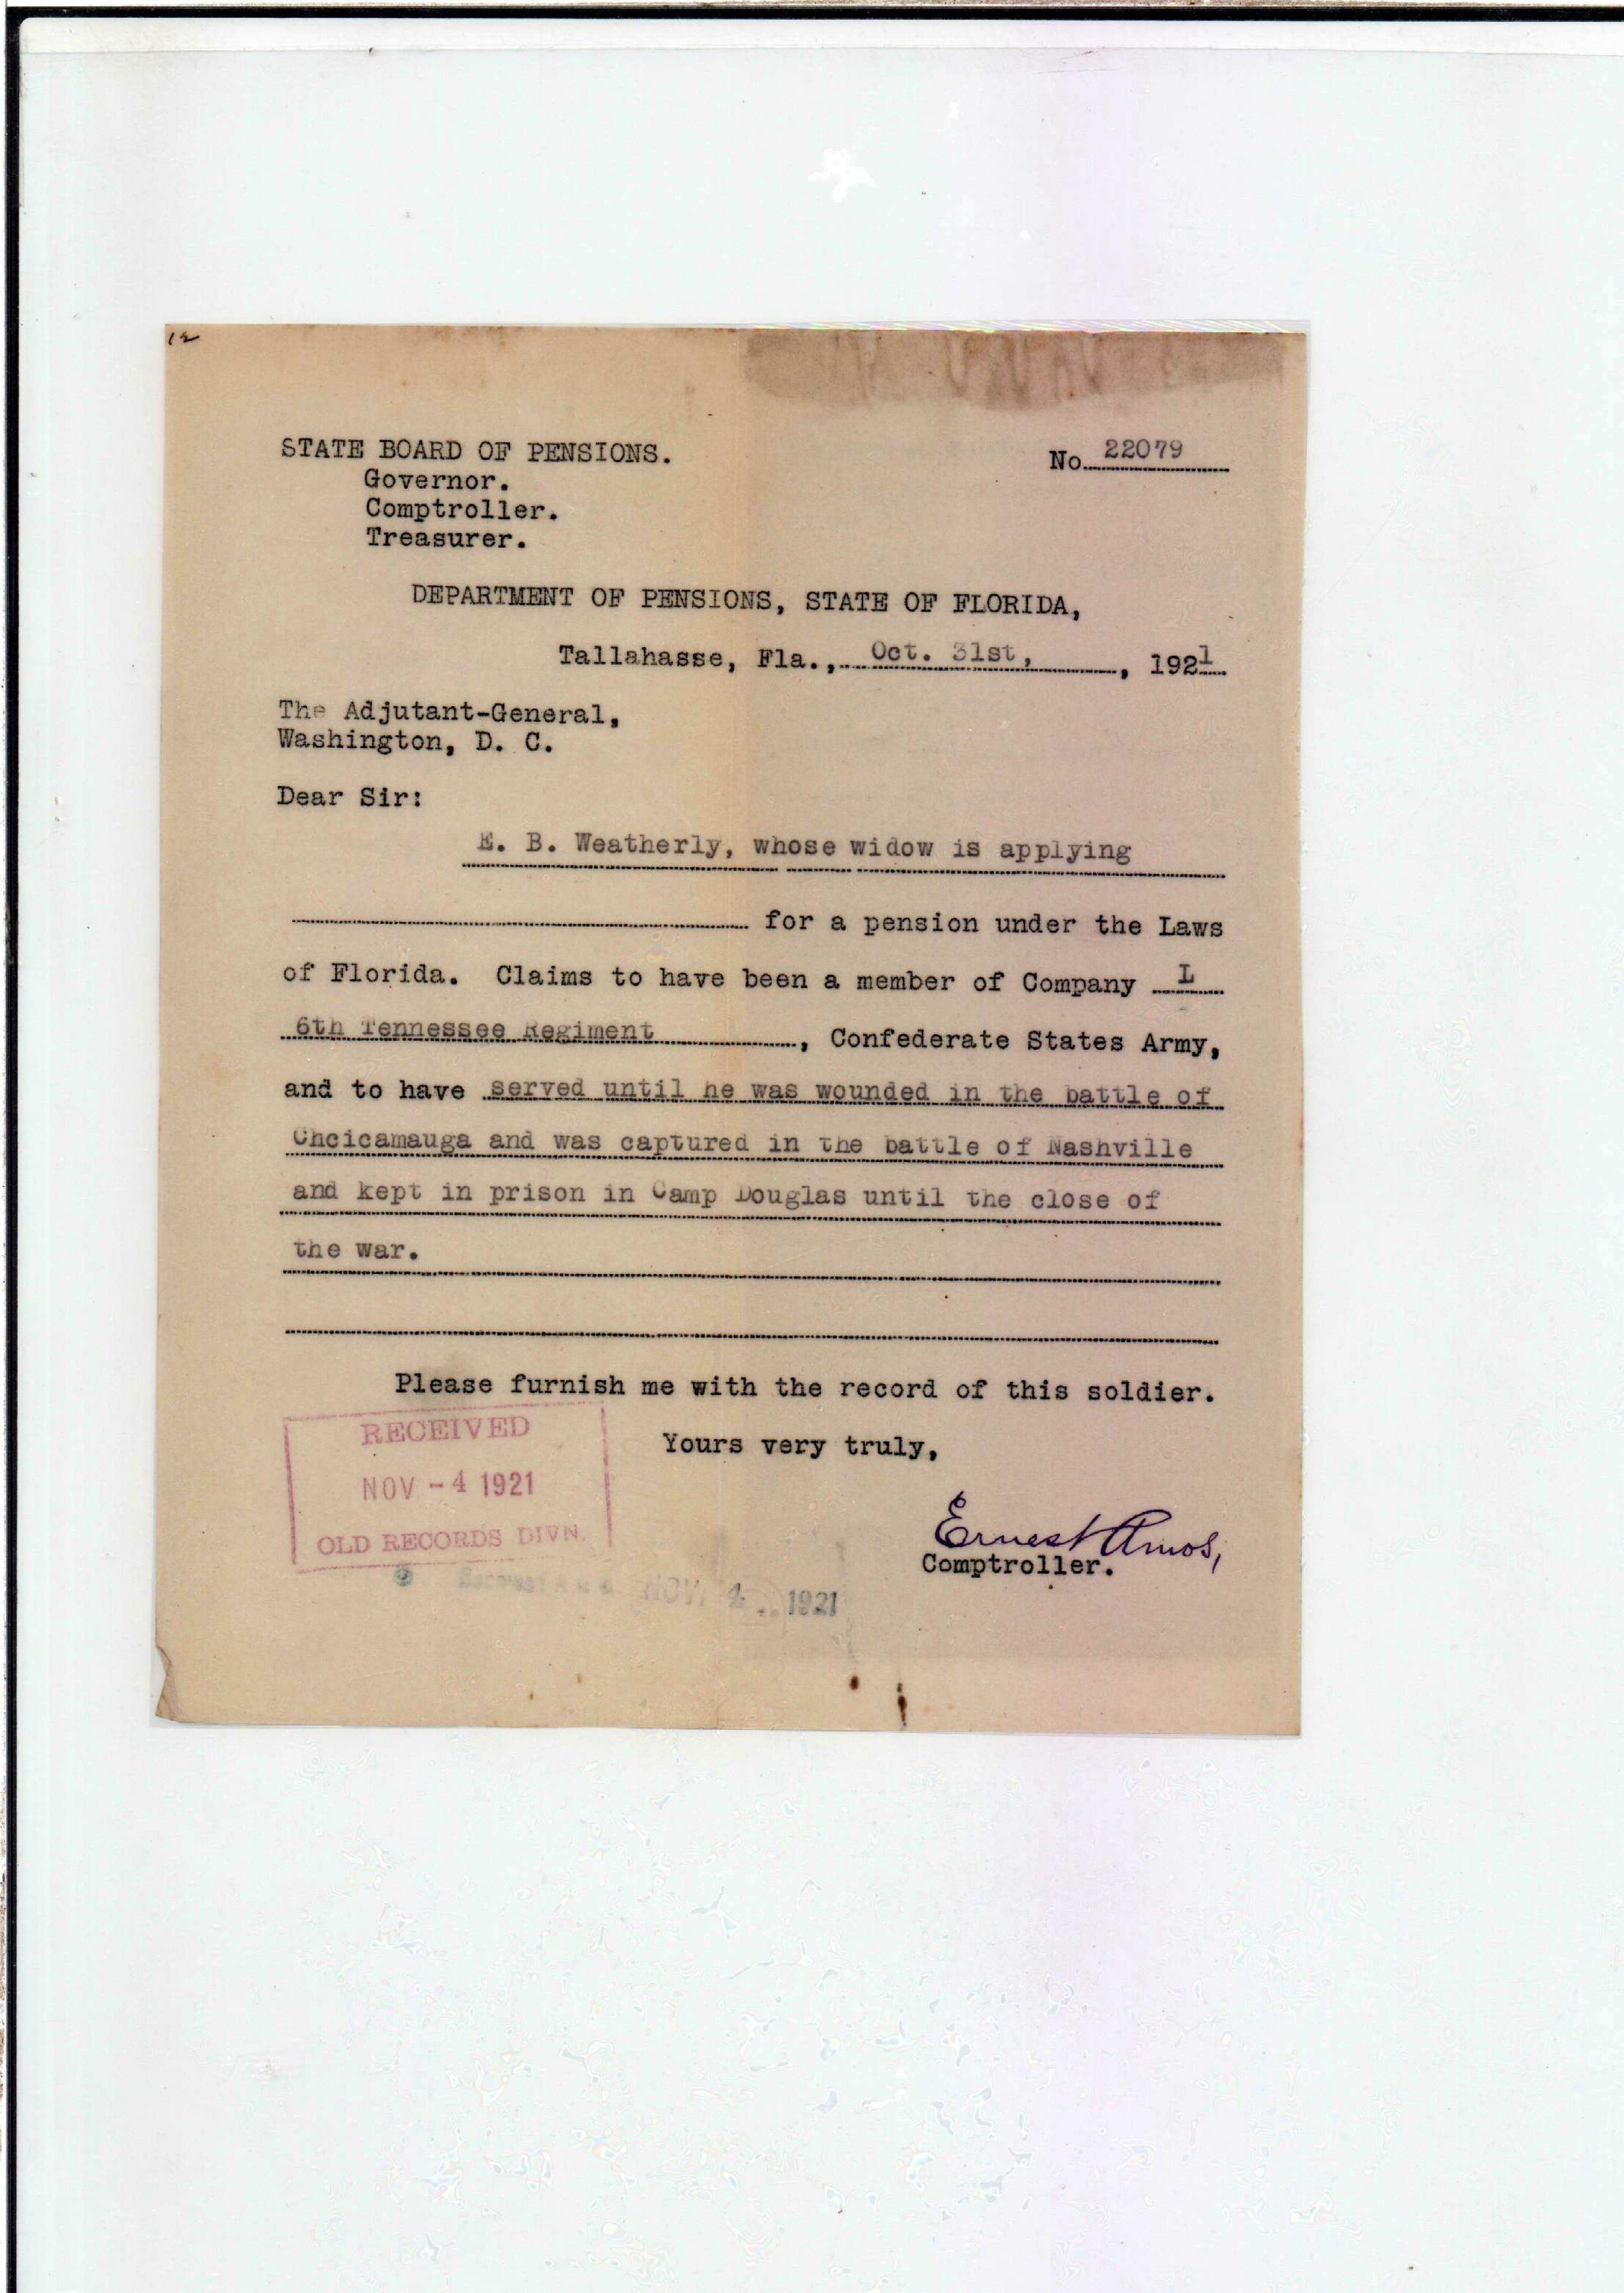 12
STATE BOARD OF PENSIONS.
No. 22079
Governor.
Comptroller.
Treasurer.
DEPARTMENT OF PENSIONS, STATE OF FLORIDA,
Tallahasse, Fla., Oct. 31st, , 1921
The Adjutant-General,
Washington, D. C.
Dear Sir:
E. B. Weatherly, whose widow is applying
for a pension under the Laws
of Florida. Claims to have been a member of Company L
6th Tennessee Regiment , Confederate States Army,
and to have served until he was wounded in the battle of
Chcicamauga and was captured in the battle of Nashville
and kept in prison in Camp Douglas until the close of
the war.
Please furnish me with the record of this soldier.
Yours very truly,
Ernest Amos,
Comptroller.
RECEIVED
NOV - 4 1921
OLD RECORDS DIVN.
NOV. 4 1921